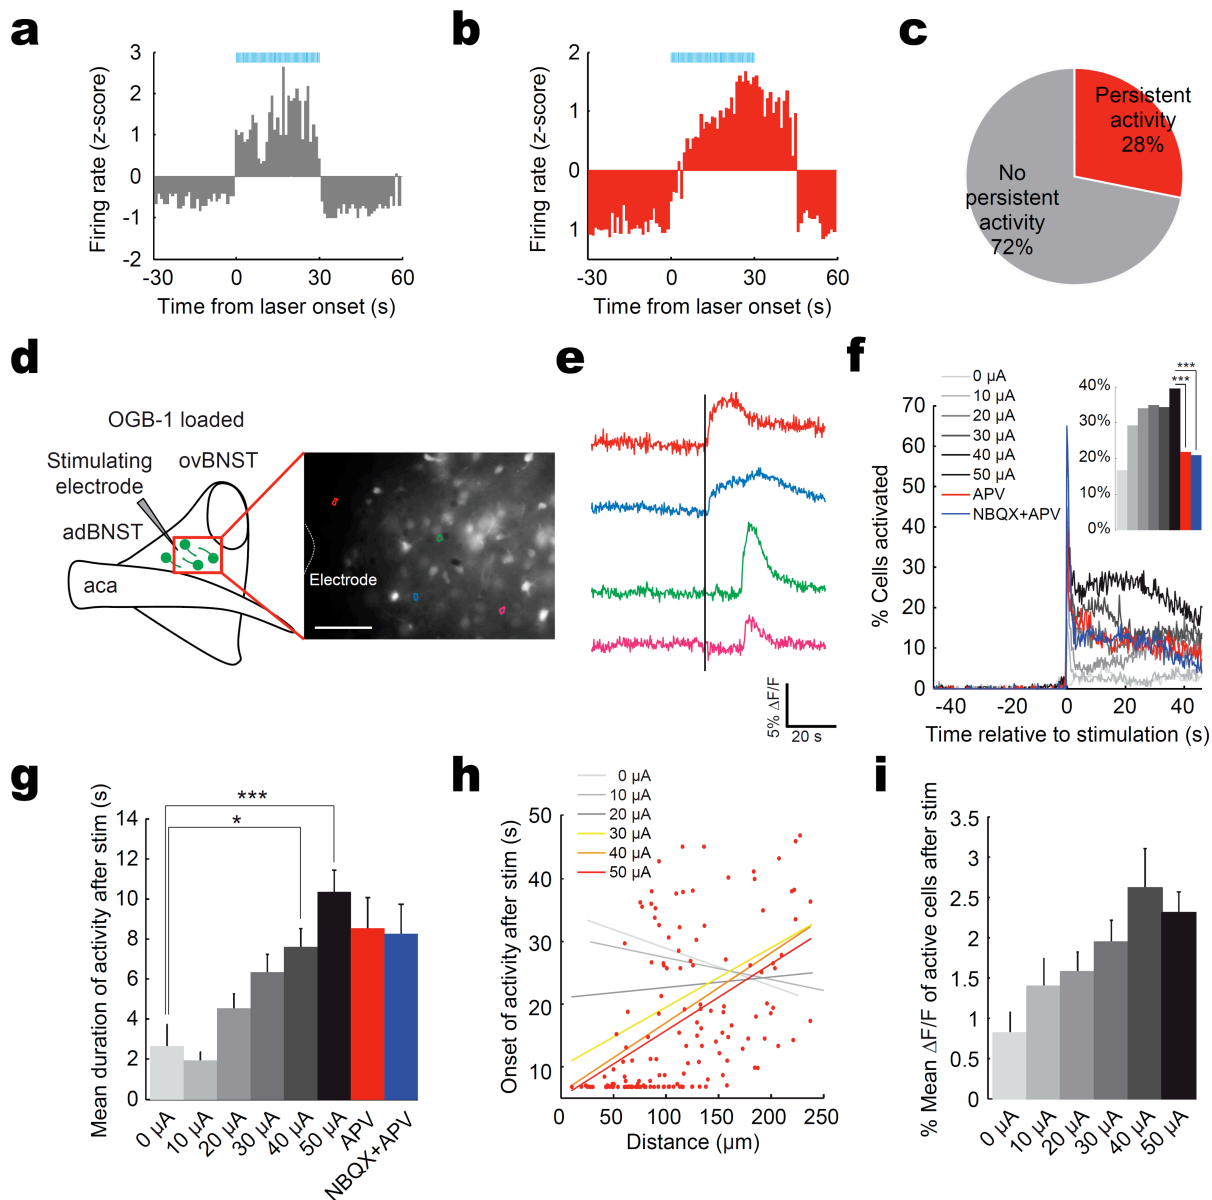 a
3
2
1
0
-1
-2
Firing rate (z-score)
-30
0
30
60
Time from laser onset (s)
b
2
1
0
1
Firing rate (z-score)
-30
0
30
60
Time from laser onset (s)
c
Persistent
activity
28%
No
persistent
activity
72%
d
OGB-1 loaded
Stimulating
electrode
ovBNST
adBNST
aca
Electrode
e
5% ΔF/F
20 s
f
0 µA
10 µA
20 µA
30 µA
40 µA
50 µA
APV
NBQX+APV
70
60
50
40
30
20
10
0
% Cells activated
-40
-20
0
20
40
Time relative to stimulation (s)
40%
30%
20%
10%
0%
***
***
g
Mean duration of activity after stim (s)
14
12
10
8
6
4
2
0
***
*
0 µA
10 µA
20 µA
30 µA
40 µA
50 µA
APV
NBQX+APV
h
0 µA
10 µA
20 µA
30 µA
40 µA
50 µA
Onset of activity after stim (s)
50
40
30
20
10
0
50
100
150
200
250
Distance (µm)
i
% Mean ΔF/F of active cells after stim
3.5
3
2.5
2
1.5
1
0.5
0
0 µA
10 µA
20 µA
30 µA
40 µA
50 µA